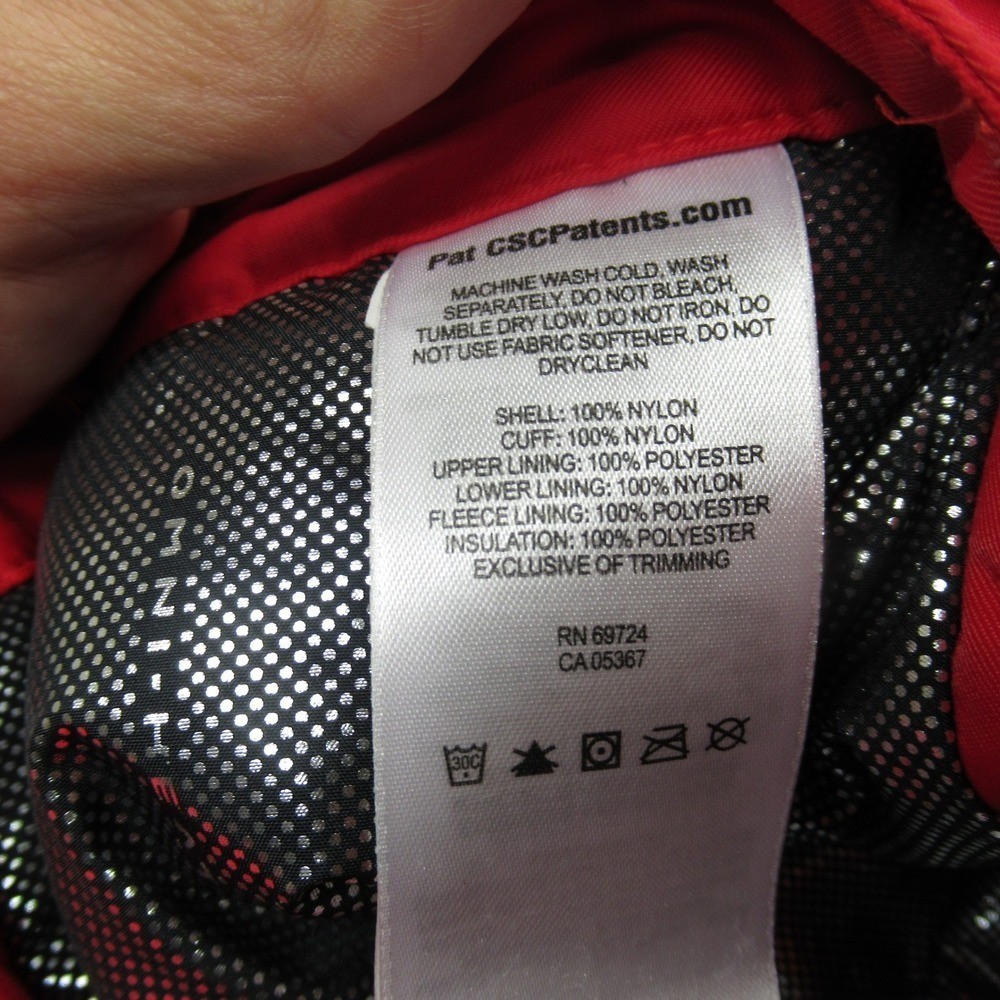 Pat CSCPatents.com
MACHINE WASH COLD, WASH
SEPARATELY, DO NOT BLEACH,
TUMBLE DRY LOW, DO NOT IRON, DO
NOT USE FABRIC SOFTENER, DO NOT
DRYCLEAN
SHELL: 100% NYLON
CUFF: 100% NYLON
UPPER LINING: 100% POLYESTER
LOWER LINING: 100% NYLON
FLEECE LINING: 100% POLYESTER
INSULATION: 100% POLYESTER
EXCLUSIVE OF TRIMMING
RN 69724
CA 05367
30C
OMNI-H